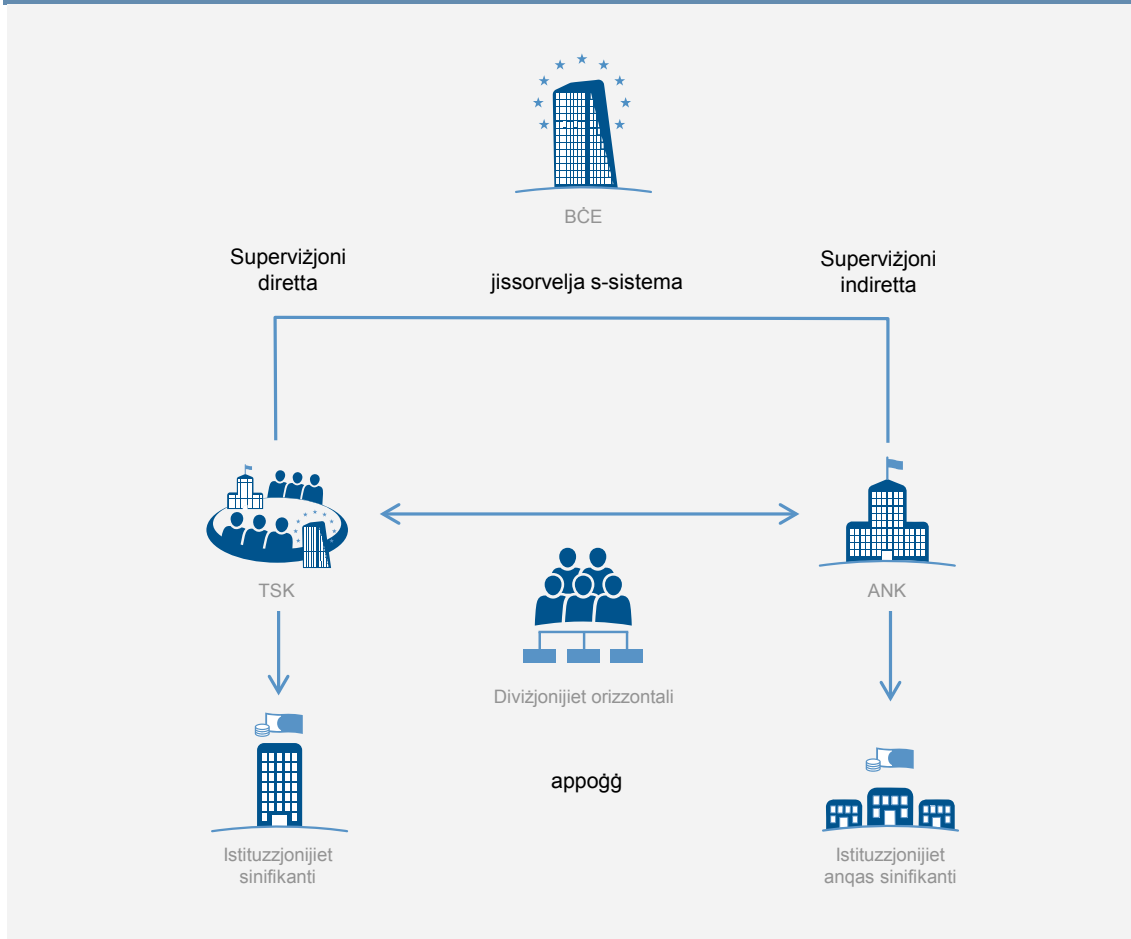 BĊE
Superviżjoni
diretta
jissorvelja s-sistema
Superviżjoni
indiretta
TSK
ANK
Diviżjonijiet orizzontali
appoġġ
Istituzzjonijiet
sinifikanti
Istituzzjonijiet
anqas sinifikanti